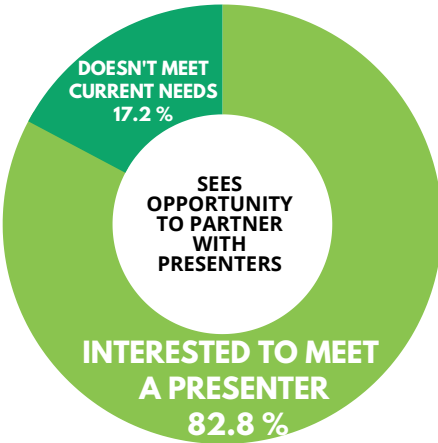 DOESN'T MEET
CURRENT NEEDS
17.2 %
SEES
OPPORTUNITY
TO PARTNER
WITH
PRESENTERS
INTERESTED TO MEET
A PRESENTER
82.8 %